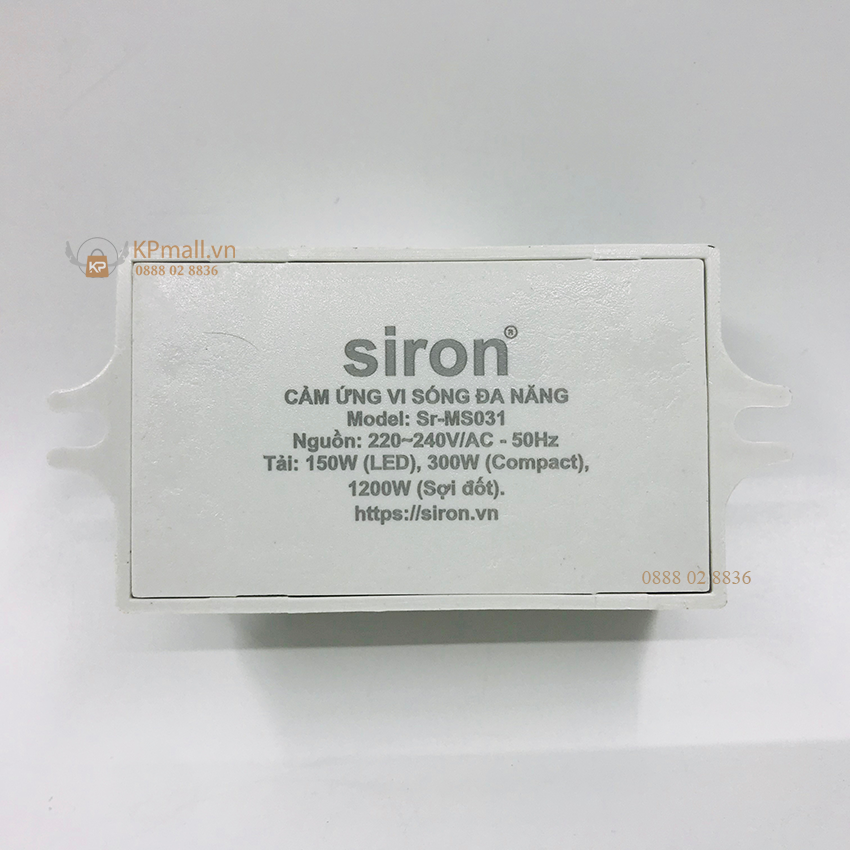 KPmall.vn
KP
0888 02 8836
siron®
CẢM ỨNG VI SÓNG ĐA NĂNG
Model: Sr-MS031
Nguồn: 220~240V/AC - 50Hz
Tải: 150W (LED), 300W (Compact),
1200W (Sợi đốt).
https://siron.vn
0888 02 8836